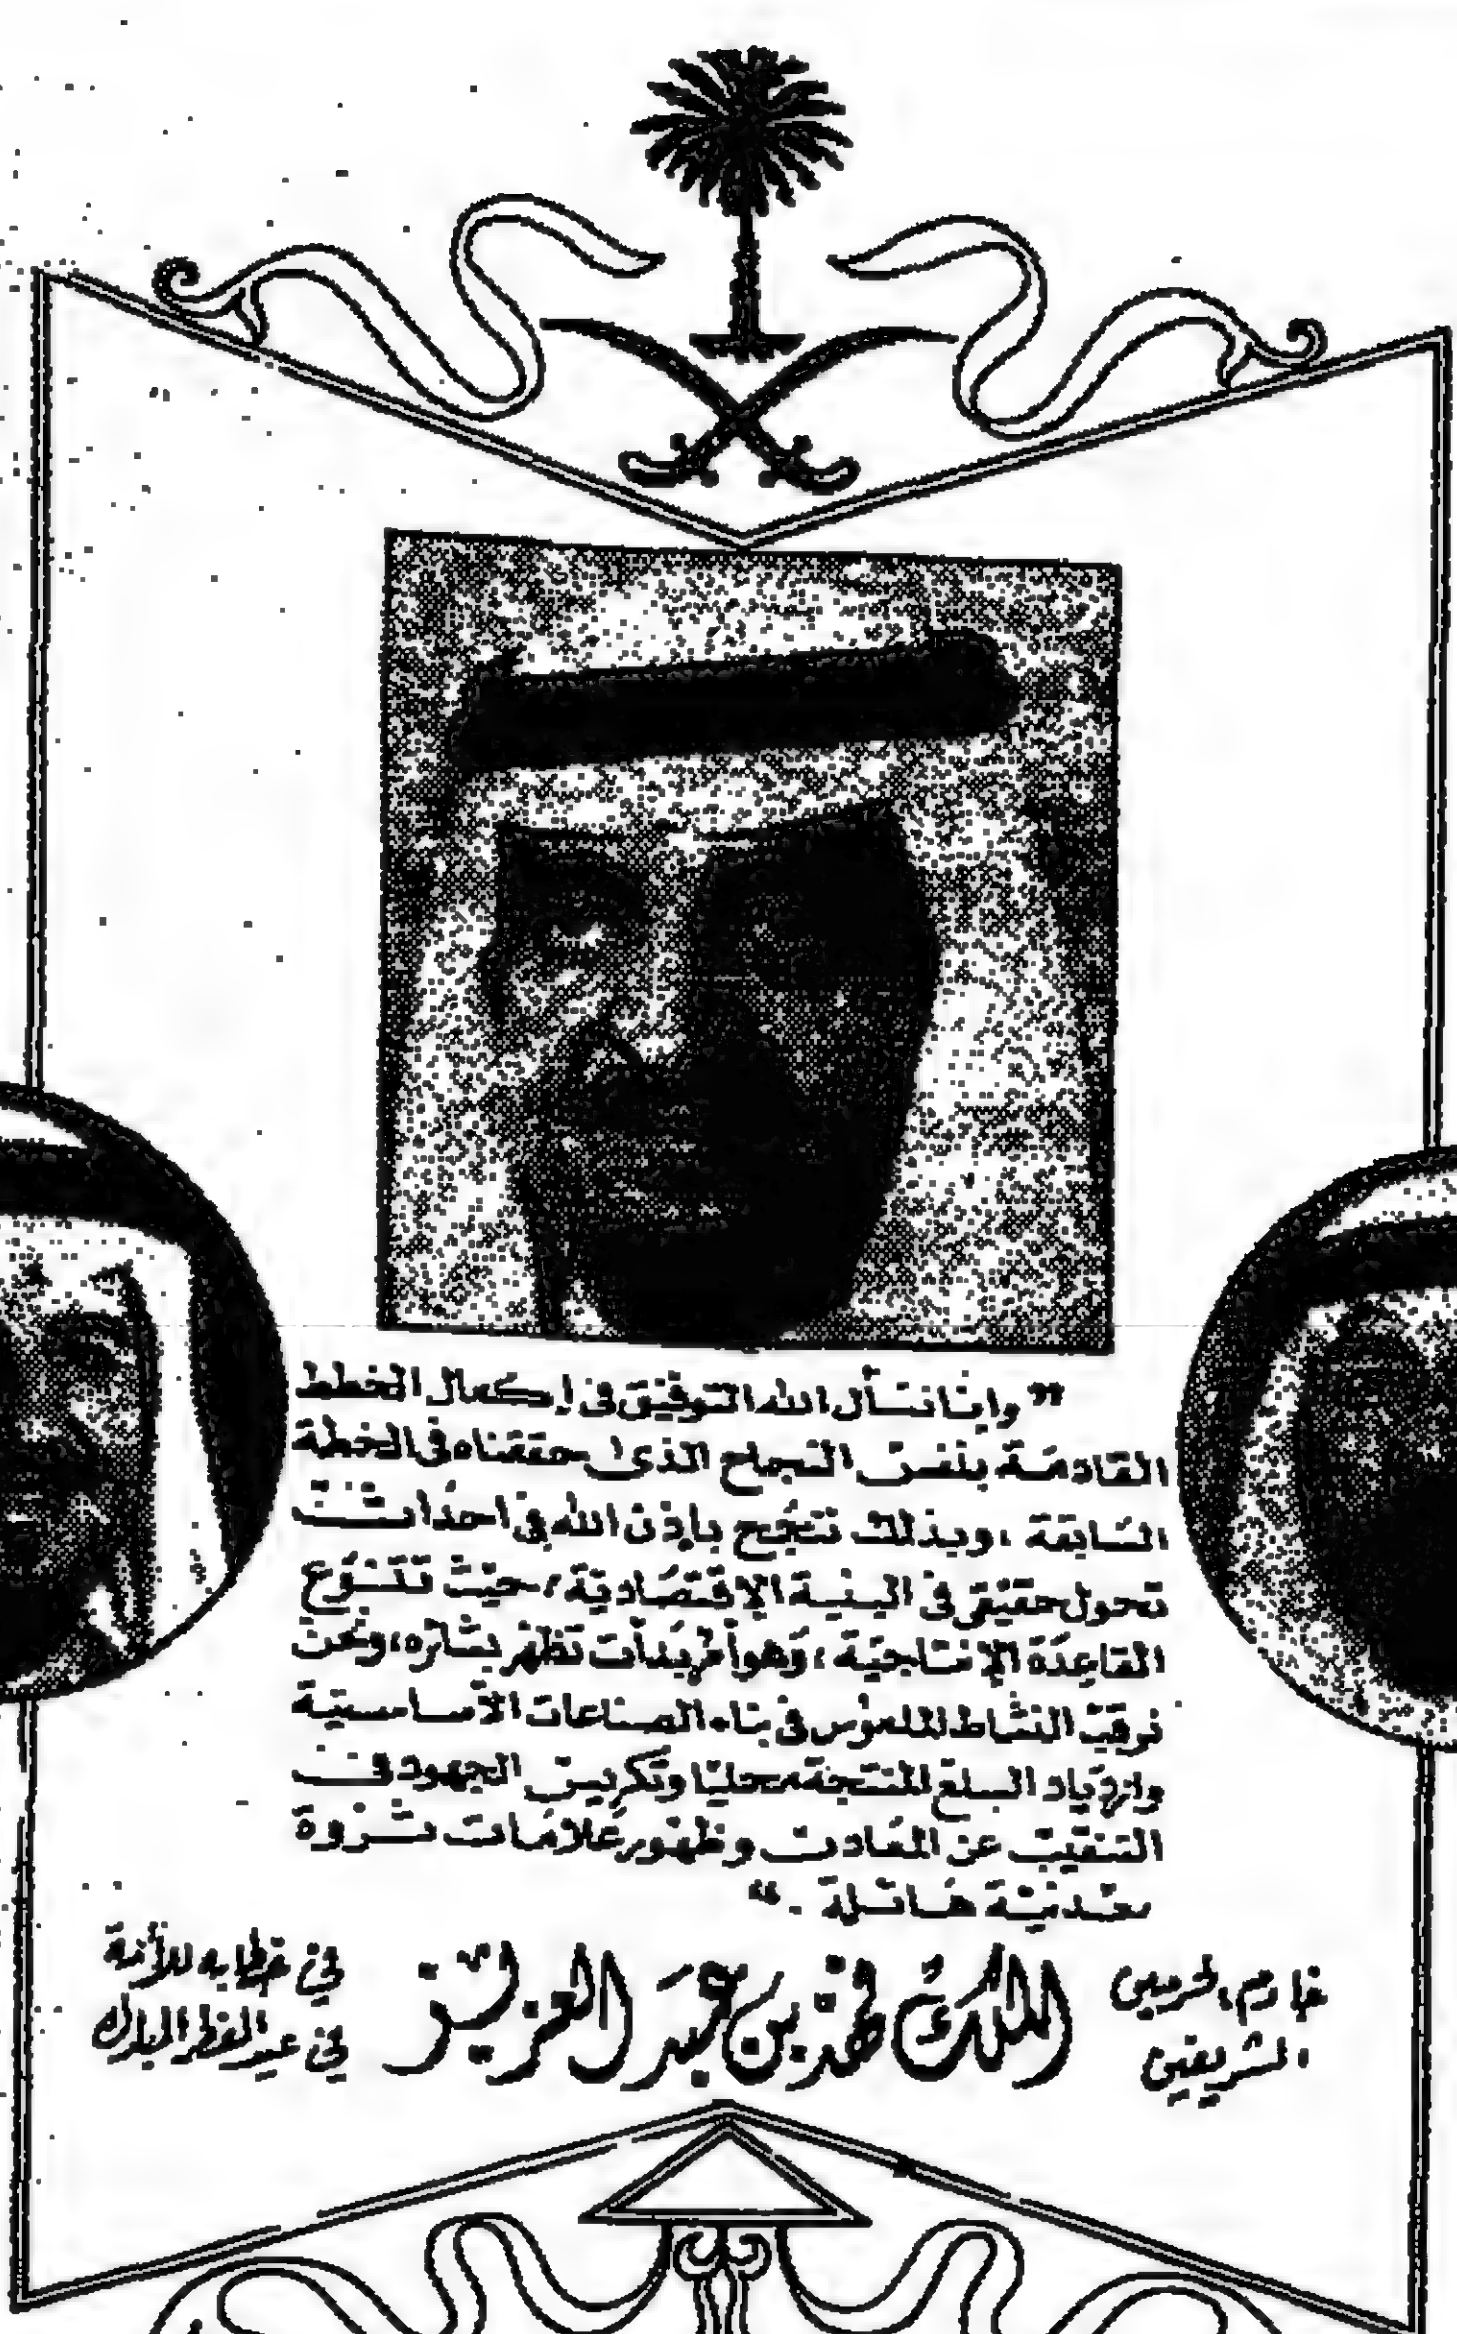 ”وإننا نسأل الله التوفيق في إكمال الخطط
القادمة بنفس النجاح الذي حققناه في الخطة
السابقة ، وبذلك ننجح بإذن الله في احداث
تحول حقيقي في البنية الإقتصادية ، حيث تتنوع
القاعدة الإنتاجية ، وهو أمر بدأت تظهر بشائره ، ونحن
نرقب النشاط الملموس في بناء الصناعات الأساسية
وازدياد السلع المنتجة محليا وتكريس الجهود في
التنقيب عن المعادن وظهور علامات ثروة
معدنية هائلة . “
خادم الحرمين الشريفين
الملك فهد بن عبد العزيز
في خطابه للأمة
في عيد الفطر المبارك